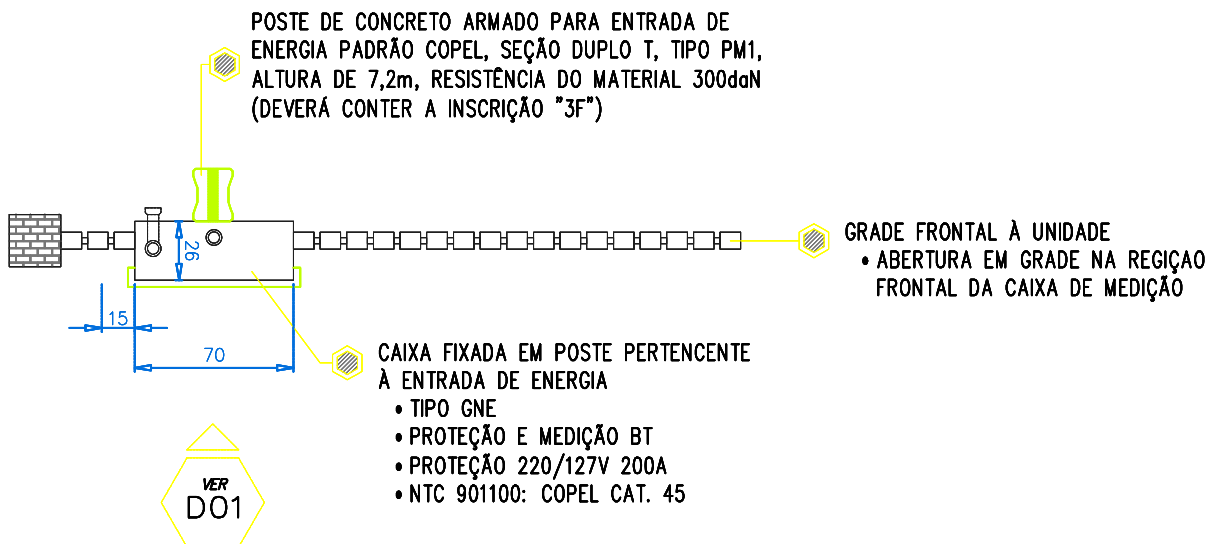 POSTE DE CONCRETO ARMADO PARA ENTRADA DE
ENERGIA PADRÃO COPEL, SEÇÃO DUPLO T, TIPO PM1,
ALTURA DE 7,2m, RESISTÊNCIA DO MATERIAL 300daN
(DEVERÁ CONTER A INSCRIÇÃO "3F")
GRADE FRONTAL À UNIDADE
• ABERTURA EM GRADE NA REGIÇAO
FRONTAL DA CAIXA DE MEDIÇÃO
26
15
70
CAIXA FIXADA EM POSTE PERTENCENTE
À ENTRADA DE ENERGIA
• TIPO GNE
• PROTEÇÃO E MEDIÇÃO BT
• PROTEÇÃO 220/127V 200A
• NTC 901100: COPEL CAT. 45
VER
D01